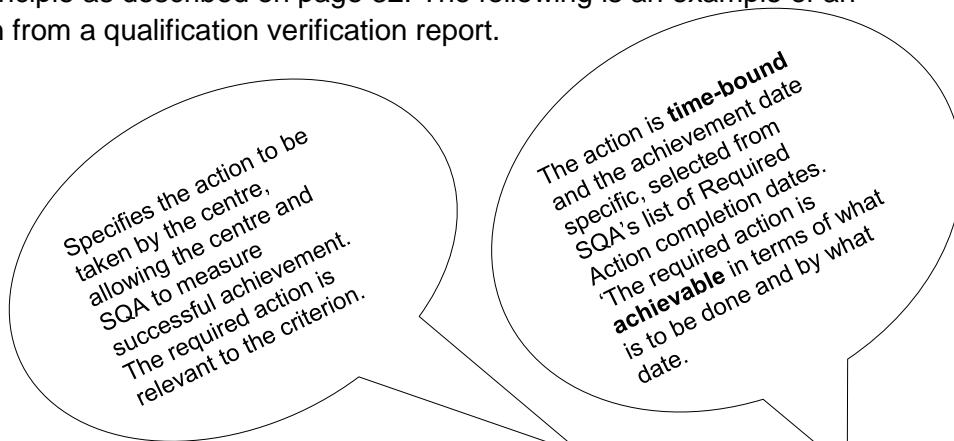 principle as described on page 32. The following is an example of an
from a qualification verification report.
Specifies the action to be
taken by the centre,
allowing the centre and
SQA to measure
successful achievement.
The required action is
relevant to the criterion.
The action is time-bound
and the achievement date
specific, selected from
SQA's list of Required
Action completion dates.
‘The required action is
achievable in terms of what
is to be done and by what
date.